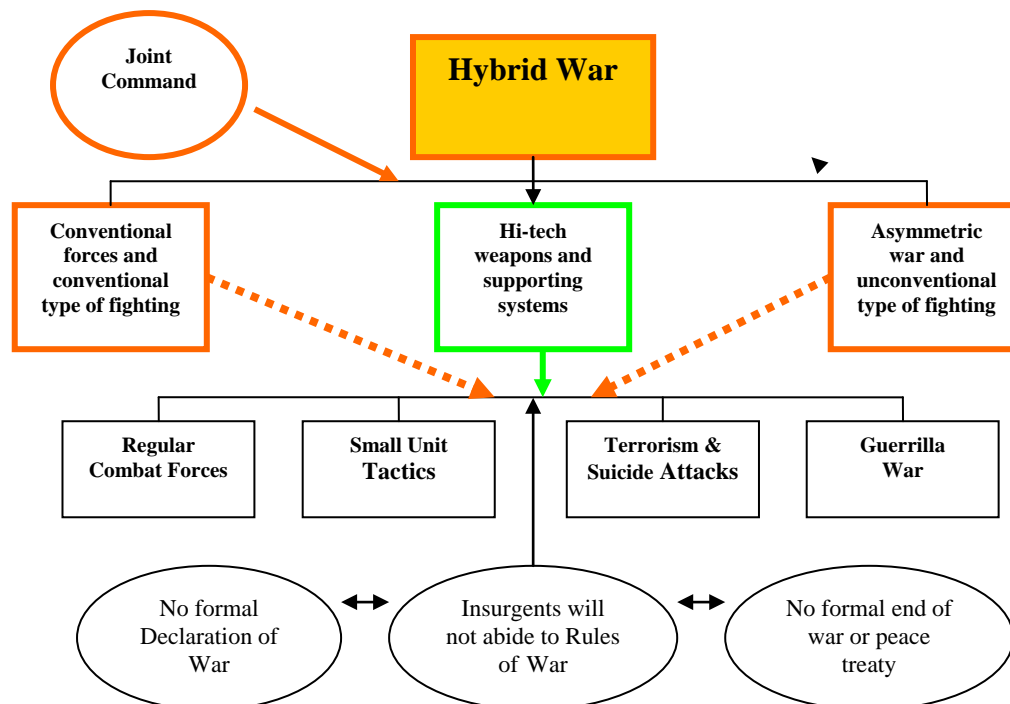 Joint
Command
Hybrid War
Conventional
forces and
conventional
type of fighting
Hi-tech
weapons and
supporting
systems
Asymmetric
war and
unconventional
type of fighting
Regular
Combat Forces
Small Unit
Tactics
Terrorism &
Suicide Attacks
Guerrilla
War
No formal
Declaration of
War
Insurgents will
not abide to Rules
of War
No formal end of
war or peace
treaty